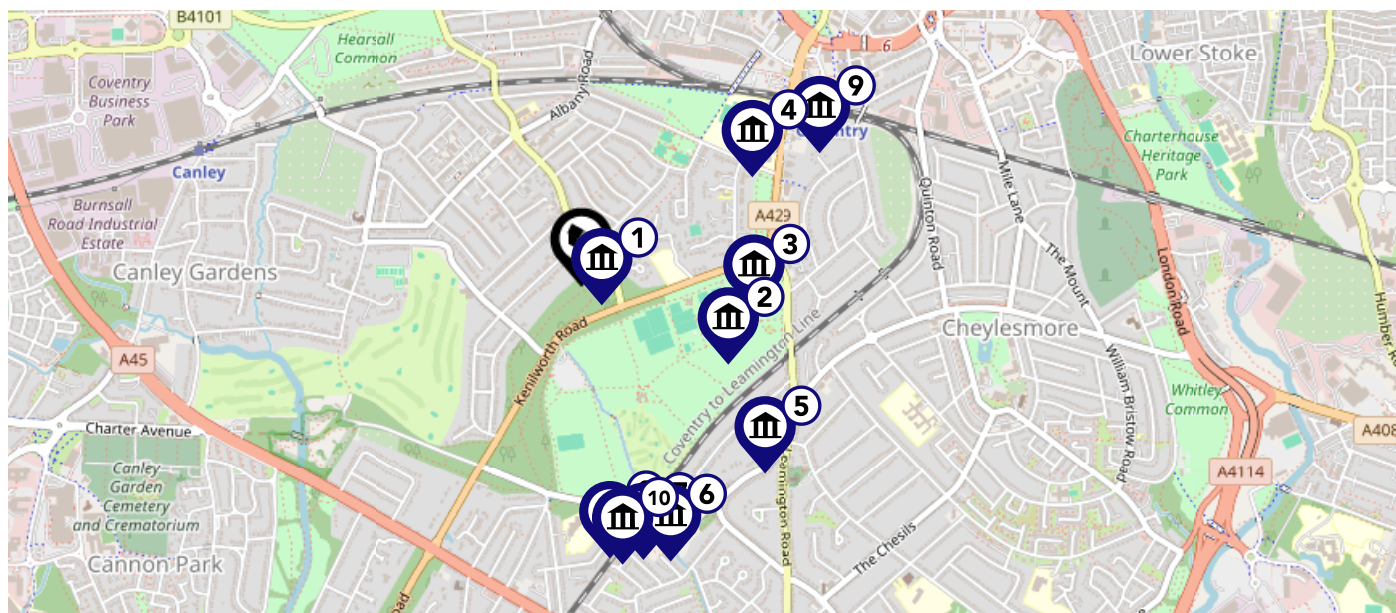 B4101
6
Hearsall
Common
Lower Stoke
Coventry
Business
Park
Albany Road
9
4
Charterhouse
Heritage
Park
Canley
Mile Lane
Quinton Road
Burnsall
Road Industrial
Estate
A429
1
3
Canley Gardens
The Mount
London Road
2
Cheylesmore
Kenilworth Road
Coventry to Leamington Line
A45
William Bristow Road
Whitley
Common
5
Charter Avenue
A408
Canley
Garden
Cemetery
and Crematorium
A4114
10
6
Leamington Road
The Chesils
Cannon Park